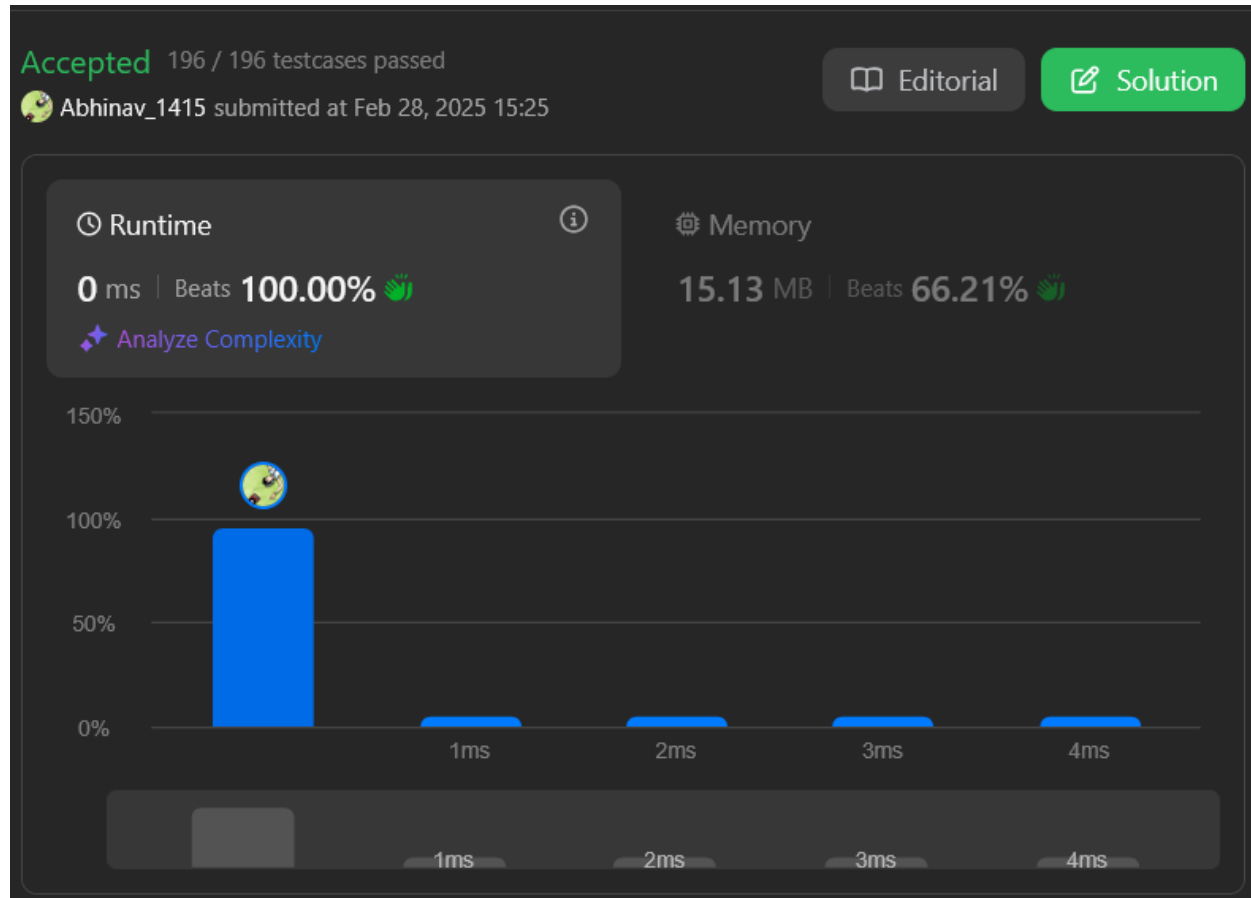 Accepted 196 / 196 testcases passed
Abhinav_1415 submitted at Feb 28, 2025 15:25
Editorial
Solution
Runtime
0 ms | Beats 100.00%
Analyze Complexity
Memory
15.13 MB | Beats 66.21%
150%
100%
50%
0%
1ms 2ms 3ms 4ms
1ms 2ms 3ms 4ms